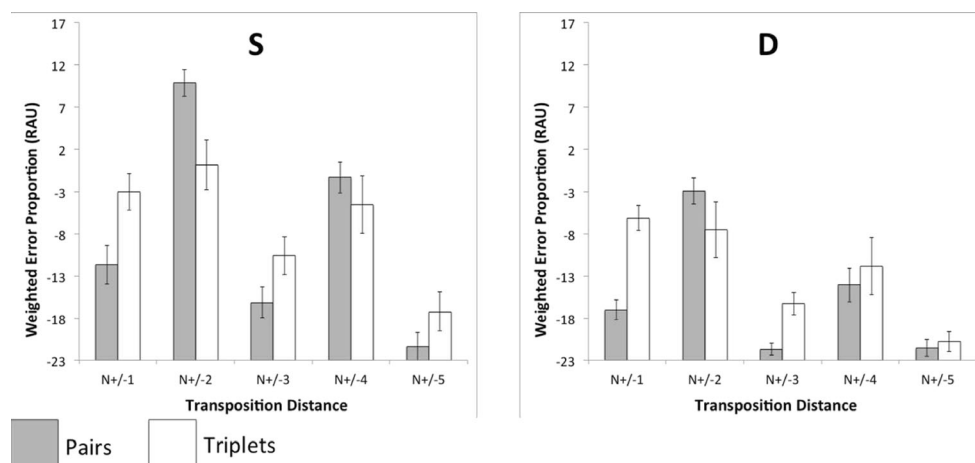 S
Weighted Error Proportion (RAU)
17
12
7
2
-3
-8
-13
-18
-23
N+/-1 N+/-2 N+/-3 N+/-4 N+/-5
Transposition Distance
D
Weighted Error Proportion (RAU)
17
12
7
2
-3
-8
-13
-18
-23
N+/-1 N+/-2 N+/-3 N+/-4 N+/-5
Transposition Distance
Pairs Triplets